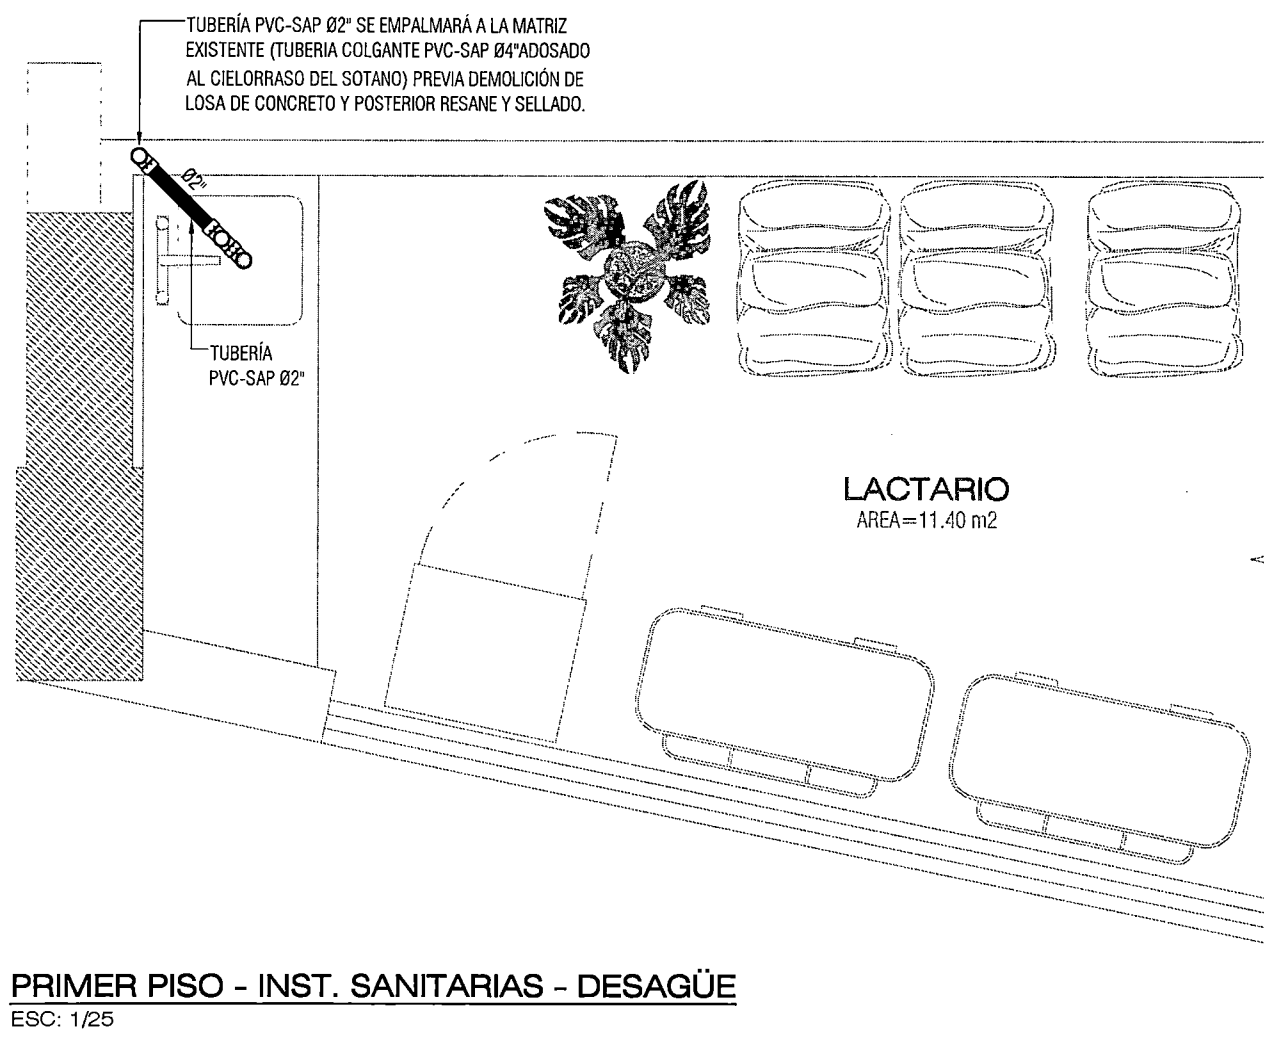 TUBERÍA PVC-SAP Ø2" SE EMPALMARÁ A LA MATRIZ
EXISTENTE (TUBERIA COLGANTE PVC-SAP Ø4"ADOSADO
AL CIELORRASO DEL SOTANO) PREVIA DEMOLICIÓN DE
LOSA DE CONCRETO Y POSTERIOR RESANE Y SELLADO.
Ø2"
TUBERÍA
PVC-SAP Ø2"
LACTARIO
AREA=11.40 m2
PRIMER PISO - INST. SANITARIAS - DESAGÜE
ESC: 1/25